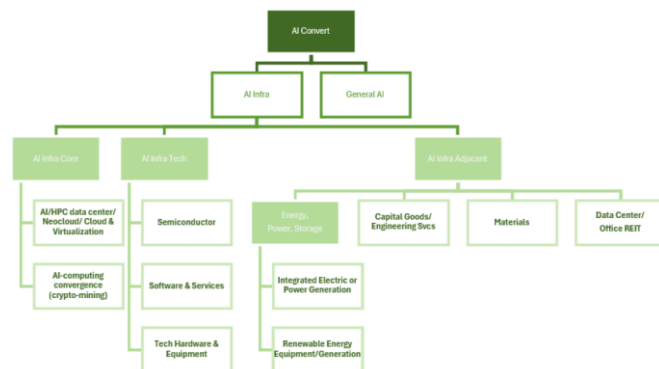 AI Convert
AI Infra
General AI
AI Infra Core
AI Infra Tech
AI Infra Adjacent
AI/HPC data center/
Neocloud/ Cloud &
Virtualization
Semiconductor
Energy,
Power, Storage
Capital Goods/
Engineering Svcs
Materials
Data Center/
Office REIT
AI-computing
convergence
(crypto-mining)
Software & Services
Integrated Electric or
Power Generation
Tech Hardware &
Equipment
Renewable Energy
Equipment/Generation